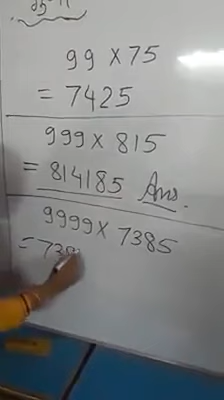 99 × 75
= 7425
999 × 815
= 814185 Ans.
9999 × 7385
= 738